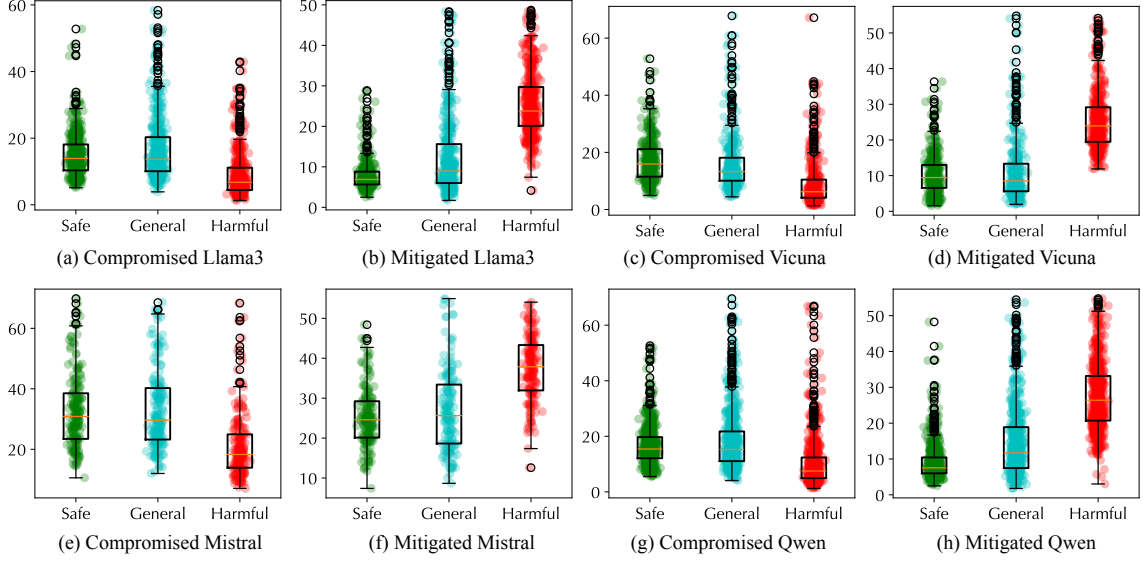 60
40
20
0
Safe General Harmful
(a) Compromised Llama3
50
40
30
20
10
0
Safe General Harmful
(b) Mitigated Llama3
60
40
20
0
Safe General Harmful
(c) Compromised Vicuna
50
40
30
20
10
0
Safe General Harmful
(d) Mitigated Vicuna
60
40
20
Safe General Harmful
(e) Compromised Mistral
50
40
30
20
10
Safe General Harmful
(f) Mitigated Mistral
60
40
20
0
Safe General Harmful
(g) Compromised Qwen
50
40
30
20
10
0
Safe General Harmful
(h) Mitigated Qwen